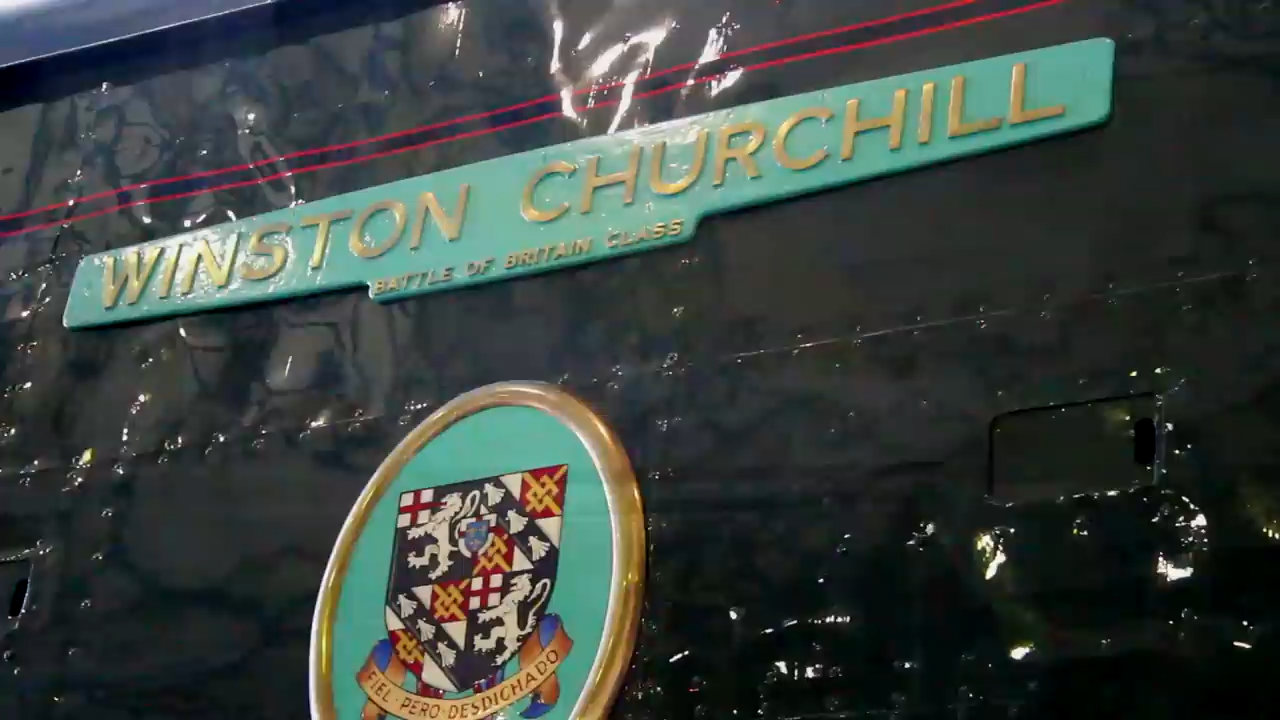 WINSTON CHURCHILL
BATTLE OF BRITAIN CLASS
FIEL · PERO · DESDICHADO